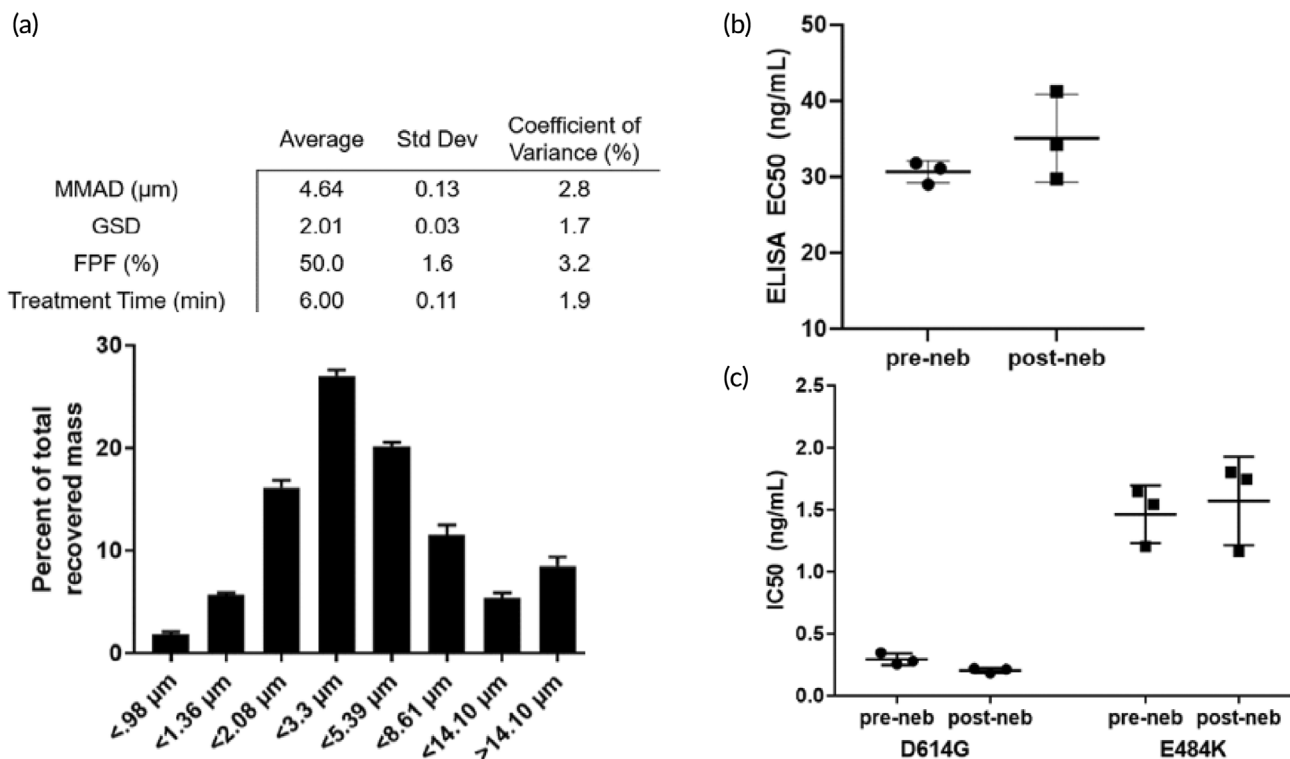 (a)
Average Std Dev Coefficient of
Variance (%)
MMAD (µm) 4.64 0.13 2.8
GSD 2.01 0.03 1.7
FPF (%) 50.0 1.6 3.2
Treatment Time (min) 6.00 0.11 1.9
Percent of total
recovered mass
30
20
10
0
<.98 µm
<1.36 µm
<2.08 µm
<3.3 µm
<5.39 µm
<8.61 µm
<14.10 µm
>14.10 µm
(b)
ELISA EC50 (ng/mL)
50
40
30
20
10
pre-neb post-neb
(c)
IC50 (ng/mL)
2.5
2.0
1.5
1.0
0.5
0.0
pre-neb post-neb pre-neb post-neb
D614G E484K